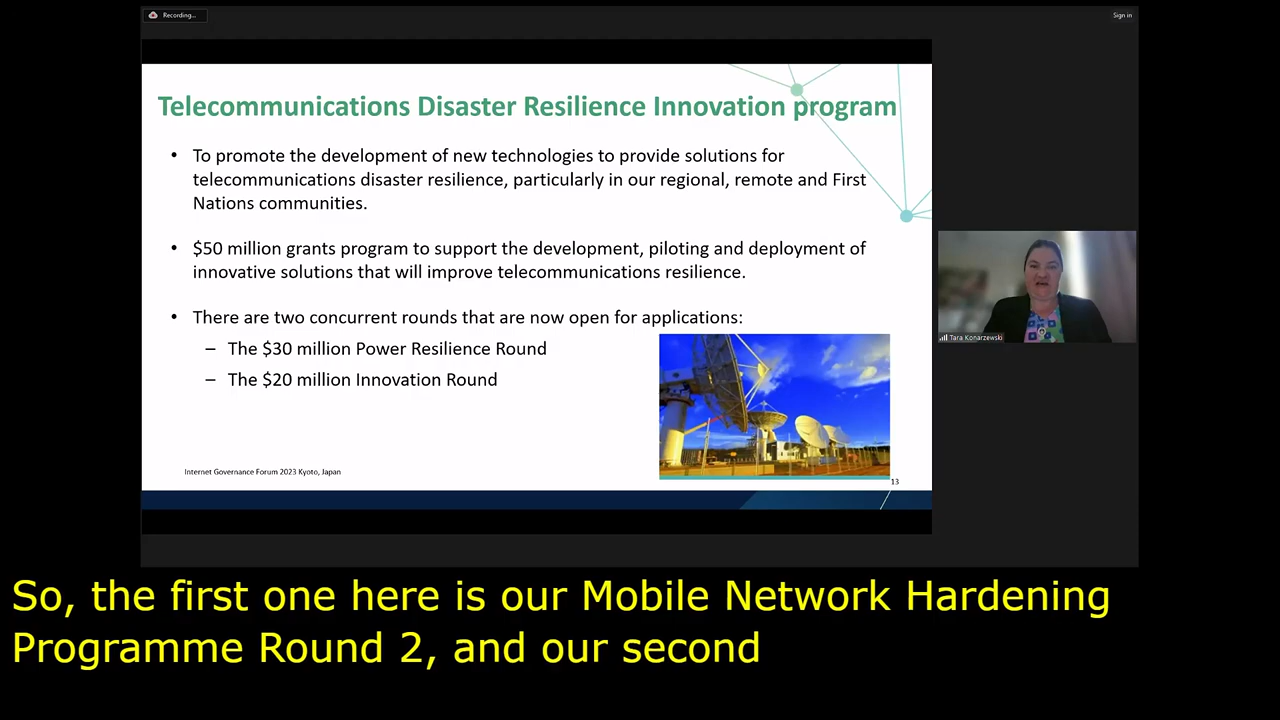 Recording...
Sign in
Telecommunications Disaster Resilience Innovation program
• To promote the development of new technologies to provide solutions for
telecommunications disaster resilience, particularly in our regional, remote and First
Nations communities.
• $50 million grants program to support the development, piloting and deployment of
innovative solutions that will improve telecommunications resilience.
• There are two concurrent rounds that are now open for applications:
– The $30 million Power Resilience Round
– The $20 million Innovation Round
Tara Konarzewski
Internet Governance Forum 2023 Kyoto, Japan
13
So, the first one here is our Mobile Network Hardening
Programme Round 2, and our second